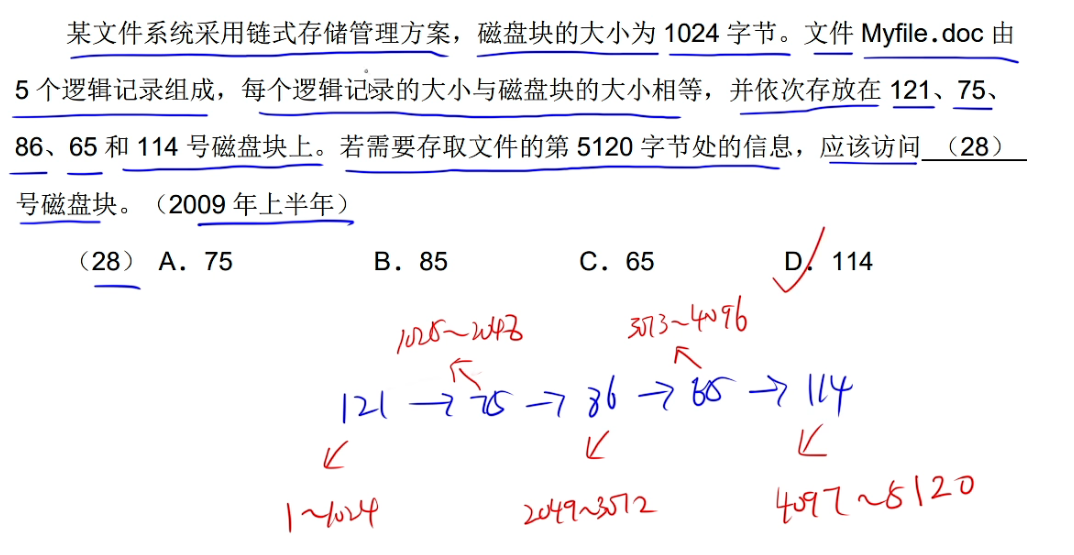 某文件系统采用链式存储管理方案，磁盘块的大小为 1024 字节。文件 Myfile.doc 由
5 个逻辑记录组成，每个逻辑记录的大小与磁盘块的大小相等，并依次存放在 121、75、
86、65 和 114 号磁盘块上。若需要存取文件的第 5120 字节处的信息，应该访问 （28）
号磁盘块。（2009 年上半年）
（28） A．75 B．85 C．65 D．114
1025~2048 3073~4096
121 → 75 → 86 → 65 → 114
1~1024 2049~3072 4097~5120